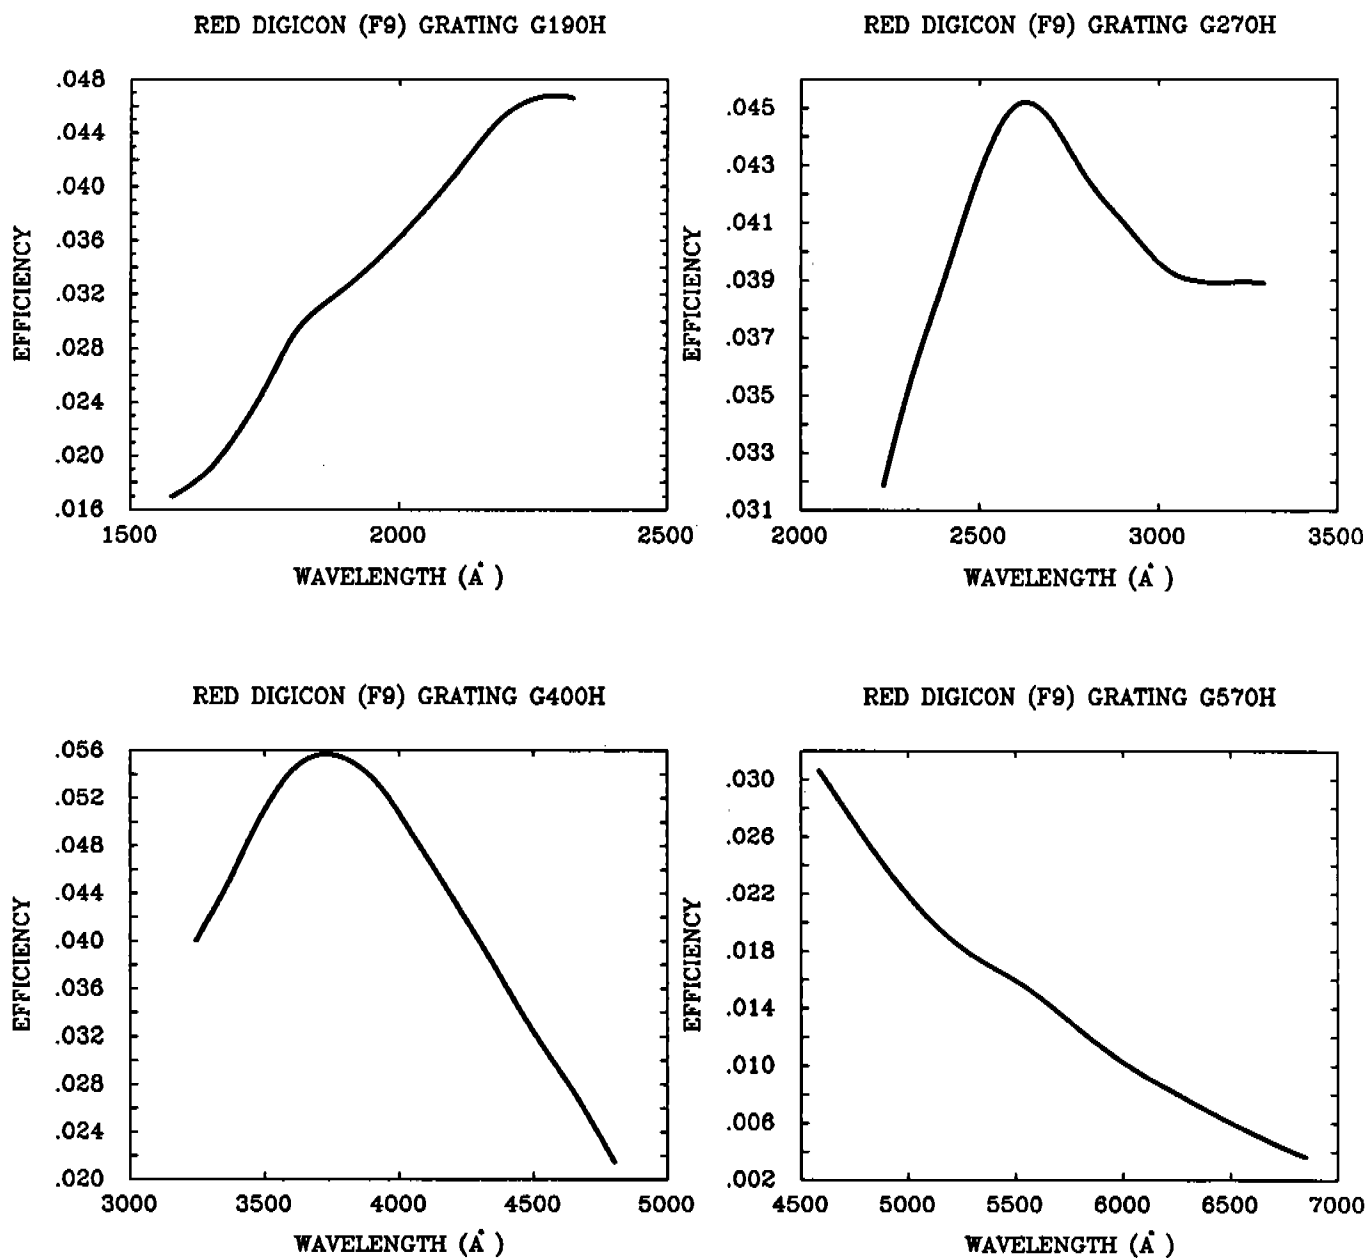 RED DIGICON (F9) GRATING G190H
.048
.044
.040
.036
.032
.028
.024
.020
.016
EFFICIENCY
1500 2000 2500
WAVELENGTH (Å)
RED DIGICON (F9) GRATING G270H
.045
.043
.041
.039
.037
.035
.033
.031
EFFICIENCY
2000 2500 3000 3500
WAVELENGTH (Å)
RED DIGICON (F9) GRATING G400H
.056
.052
.048
.044
.040
.036
.032
.028
.024
.020
EFFICIENCY
3000 3500 4000 4500 5000
WAVELENGTH (Å)
RED DIGICON (F9) GRATING G570H
.030
.026
.022
.018
.014
.010
.006
.002
EFFICIENCY
4500 5000 5500 6000 6500 7000
WAVELENGTH (Å)